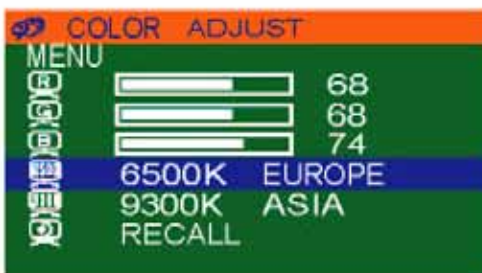 COLOR ADJUST
MENU
R 68
G 68
B 74
6500K EUROPE
9300K ASIA
RECALL